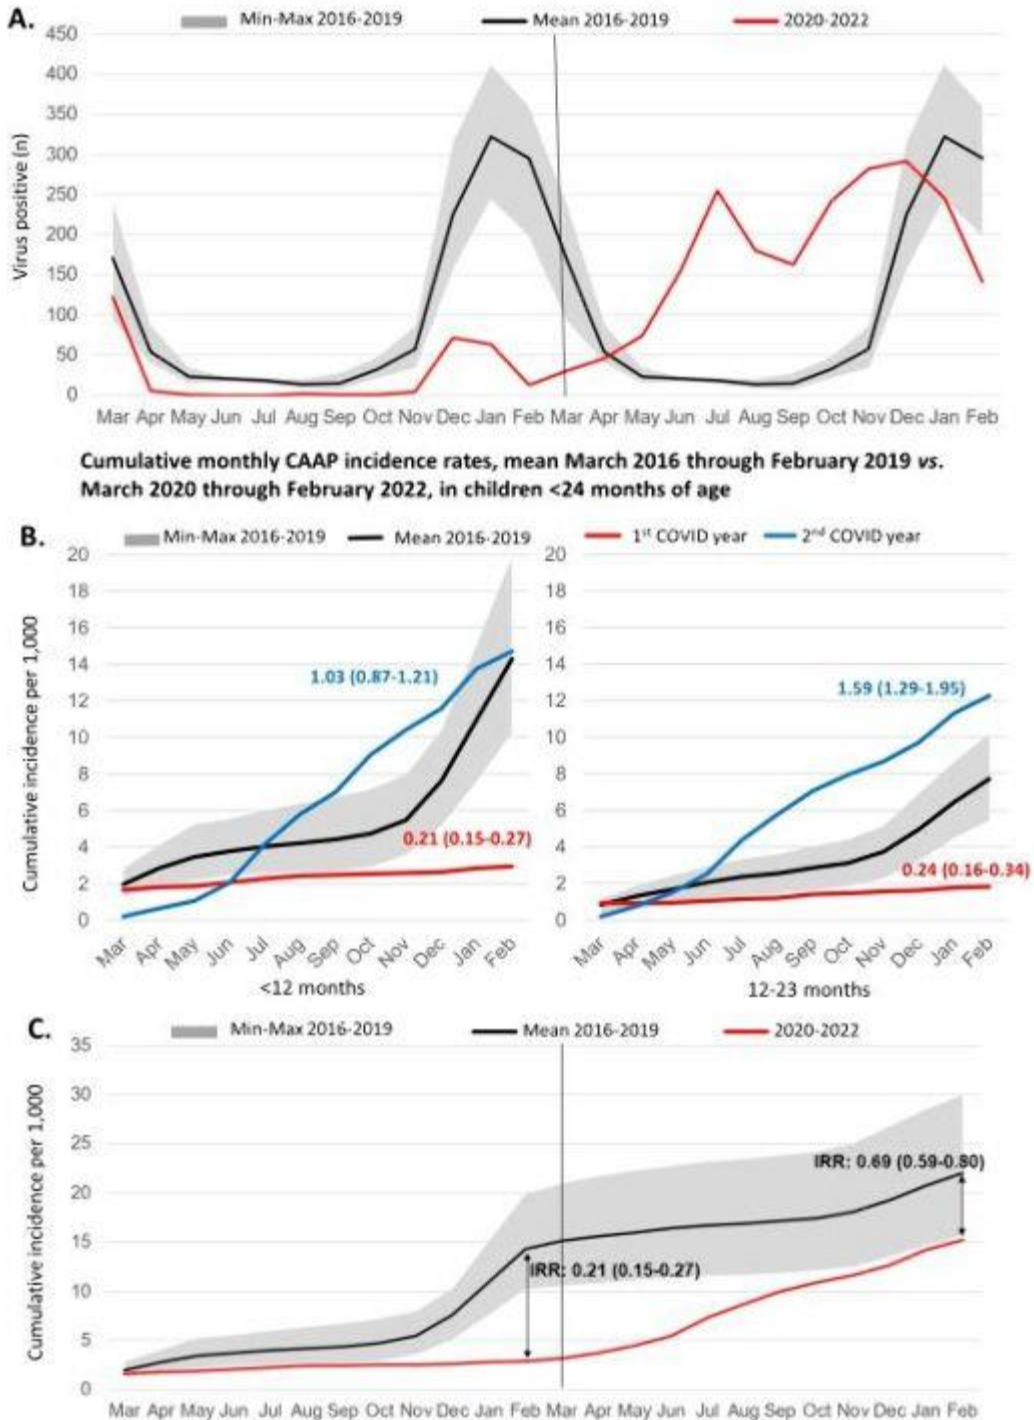 A.
Min-Max 2016-2019 Mean 2016-2019 2020-2022
Virus positive (n)
450
400
350
300
250
200
150
100
50
0
Mar Apr May Jun Jul Aug Sep Oct Nov Dec Jan Feb Mar Apr May Jun Jul Aug Sep Oct Nov Dec Jan Feb
Cumulative monthly CAAP incidence rates, mean March 2016 through February 2019 vs.
March 2020 through February 2022, in children <24 months of age
B.
Min-Max 2016-2019 Mean 2016-2019 1st COVID year 2nd COVID year
Cumulative incidence per 1,000
20
18
16
14
12
10
8
6
4
2
0
1.03 (0.87-1.21)
0.21 (0.15-0.27)
Mar Apr May Jun Jul Aug Sep Oct Nov Dec Jan Feb
<12 months
20
18
16
14
12
10
8
6
4
2
0
1.59 (1.29-1.95)
0.24 (0.16-0.34)
Mar Apr May Jun Jul Aug Sep Oct Nov Dec Jan Feb
12-23 months
C.
Min-Max 2016-2019 Mean 2016-2019 2020-2022
Cumulative incidence per 1,000
35
30
25
20
15
10
5
0
IRR: 0.69 (0.59-0.80)
IRR: 0.21 (0.15-0.27)
Mar Apr May Jun Jul Aug Sep Oct Nov Dec Jan Feb Mar Apr May Jun Jul Aug Sep Oct Nov Dec Jan Feb